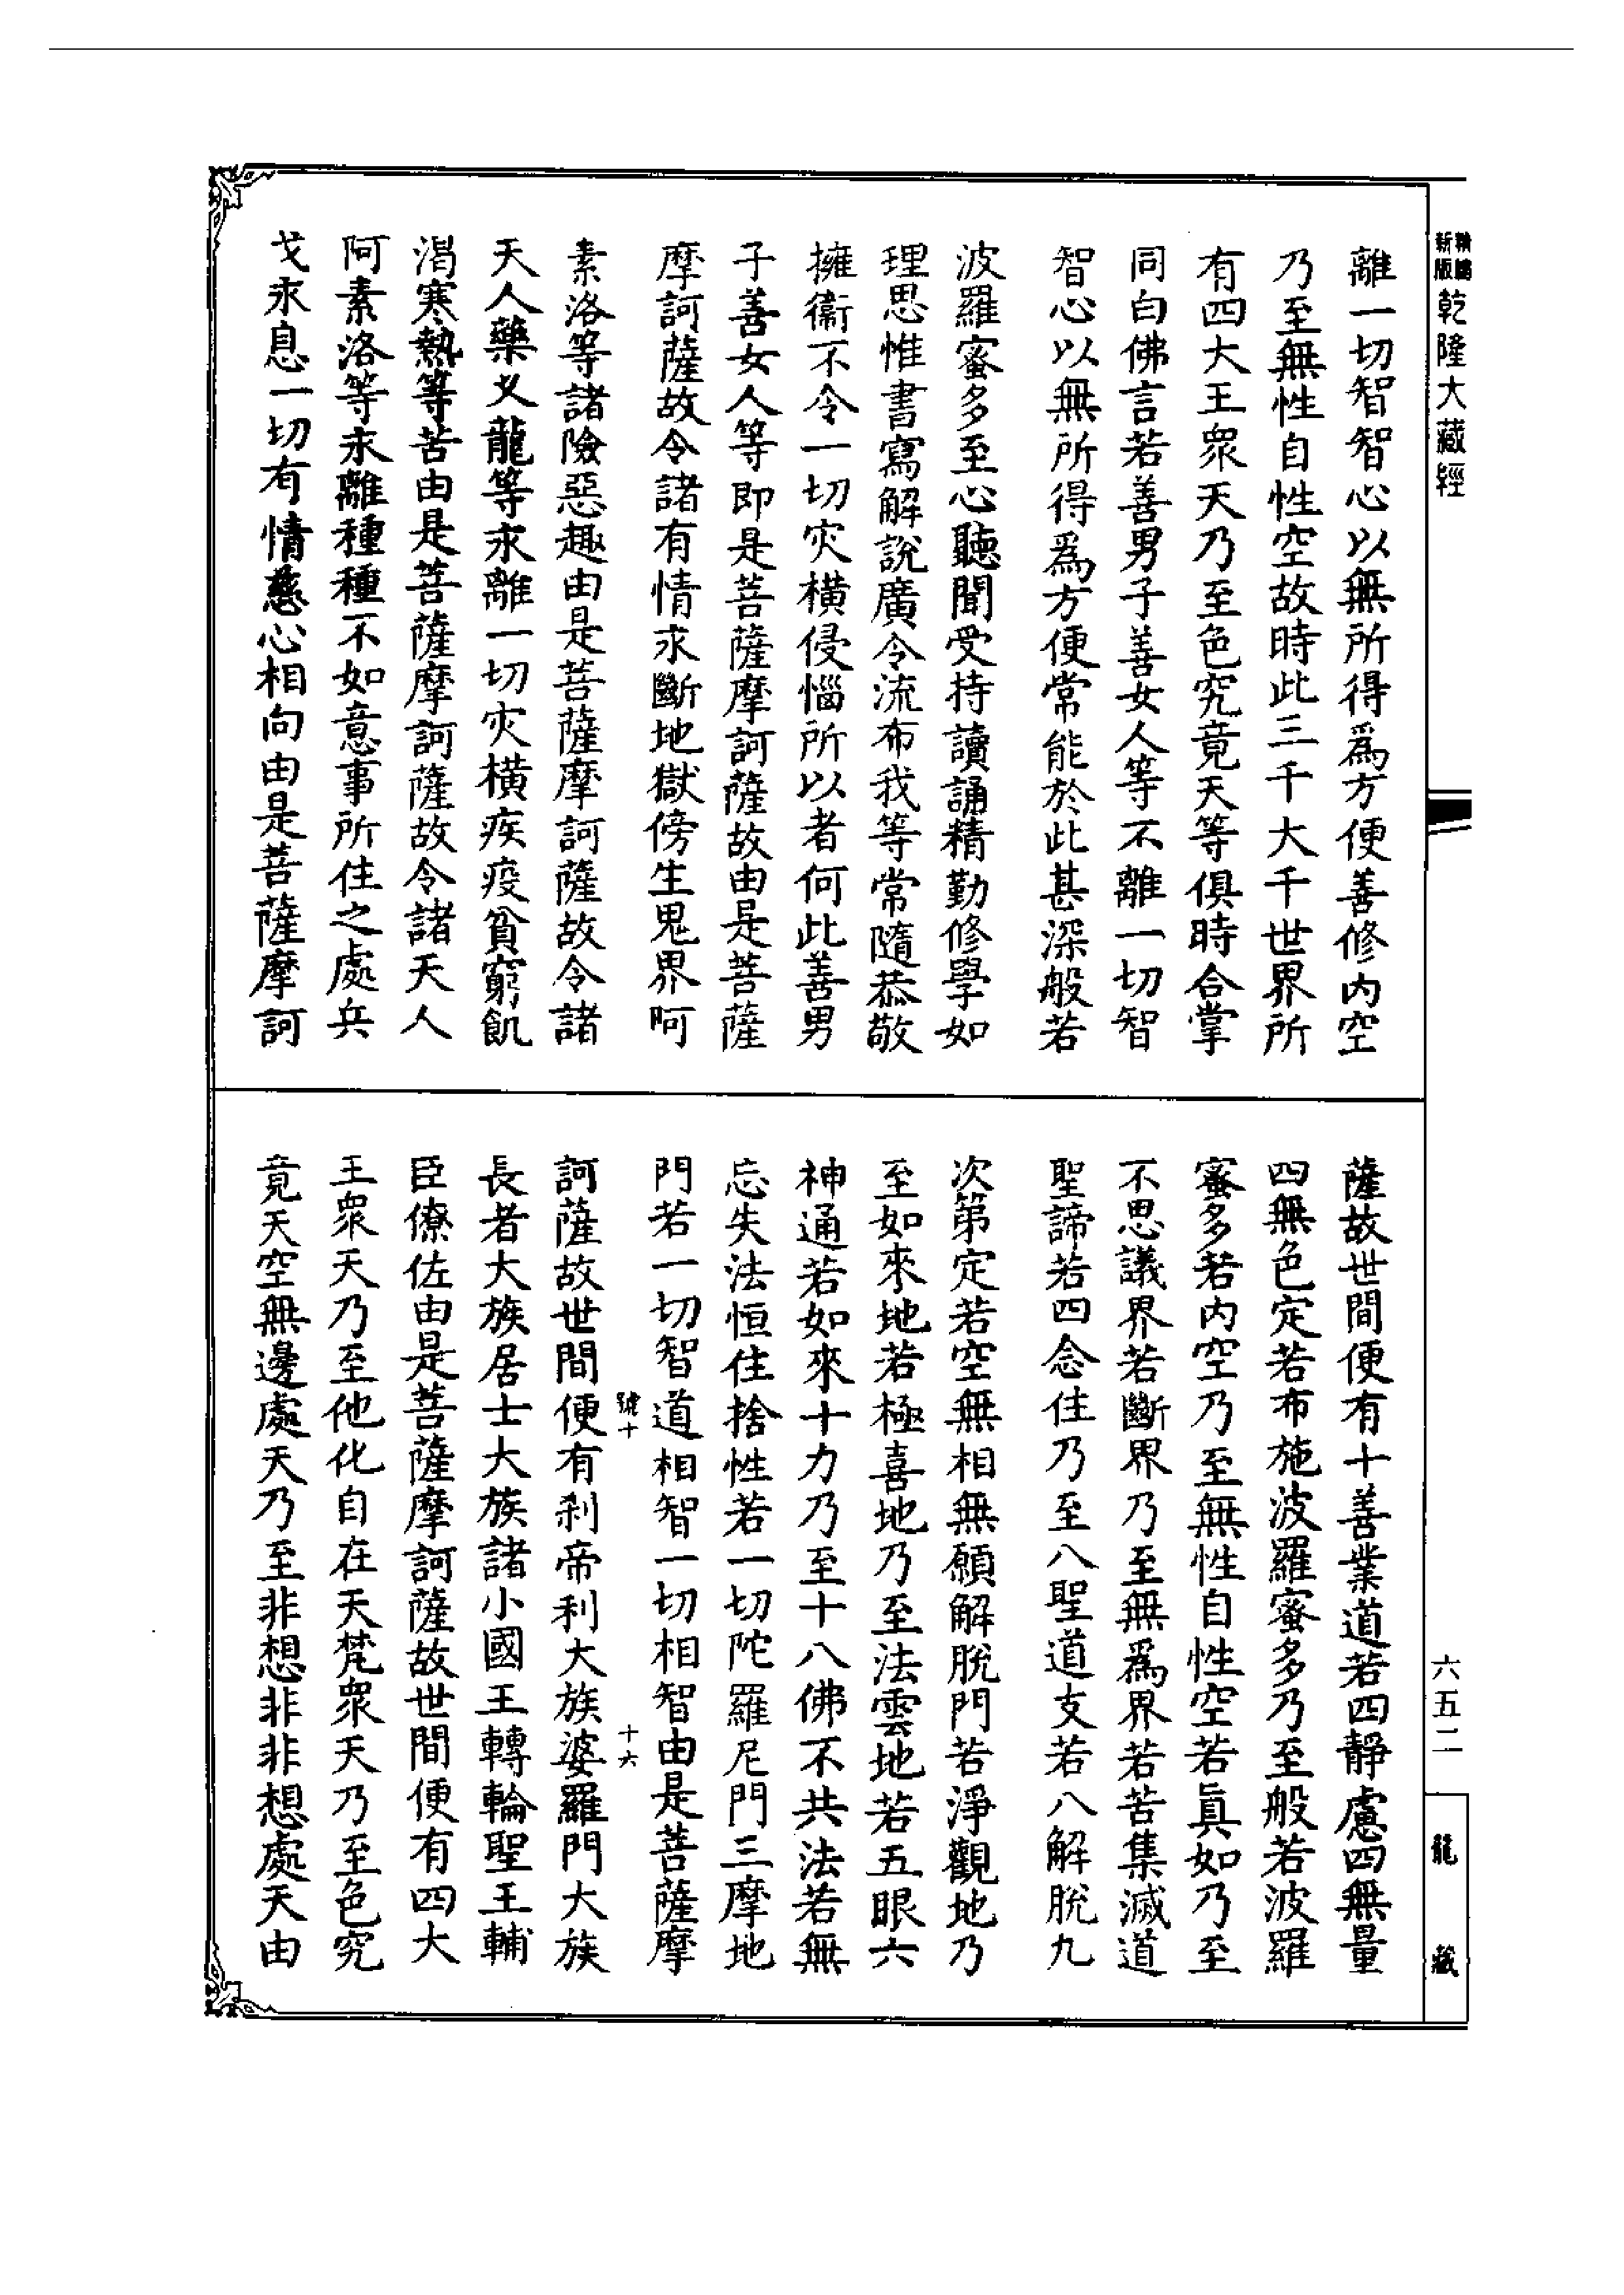 新版
乾隆大藏經
離一切智智心以無所得爲方便善修内空
乃至無性自性空故時此三千大千世界所
有四大王衆天乃至色究竟天等俱時合掌
同白佛言若善男子善女人等不離一切智
智心以無所得爲方便常能於此甚深般若
波羅蜜多至心聽聞受持讀誦精勤修學如
理思惟書寫解說廣令流布我等常隨恭敬
擁衞不令一切灾橫侵惱所以者何此善男
子善女人等即是菩薩摩訶薩故由是菩薩
摩訶薩故令諸有情永斷地獄傍生鬼界阿
素洛等諸險惡趣由是菩薩摩訶薩故令諸
天人藥叉龍等永離一切灾橫疾疫貧窮飢
渴寒熱等苦由是菩薩摩訶薩故令諸天人
阿素洛等永離種種不如意事所住之處兵
戈永息一切有情慈心相向由是菩薩摩訶
薩故世間便有十善業道若四靜慮四無量
四無色定若布施波羅蜜多乃至般若波羅
蜜多若内空乃至無性自性空若眞如乃至
不思議界若斷界乃至無爲界若苦集滅道
聖諦若四念住乃至八聖道支若八解脫九
次第定若空無相無願解脫門若淨觀地乃
至如來地若極喜地乃至法雲地若五眼六
神通若如來十力乃至十八佛不共法若無
忘失法恒住捨性若一切陀羅尼門三摩地
門若一切智道相智一切相智由是菩薩摩
號十
十六
訶薩故世間便有刹帝利大族婆羅門大族
長者大族居士大族諸小國王轉輪聖王輔
臣僚佐由是菩薩摩訶薩故世間便有四大
王衆天乃至他化自在天梵衆天乃至色究
竟天空無邊處天乃至非想非非想處天由
六五二
龍藏